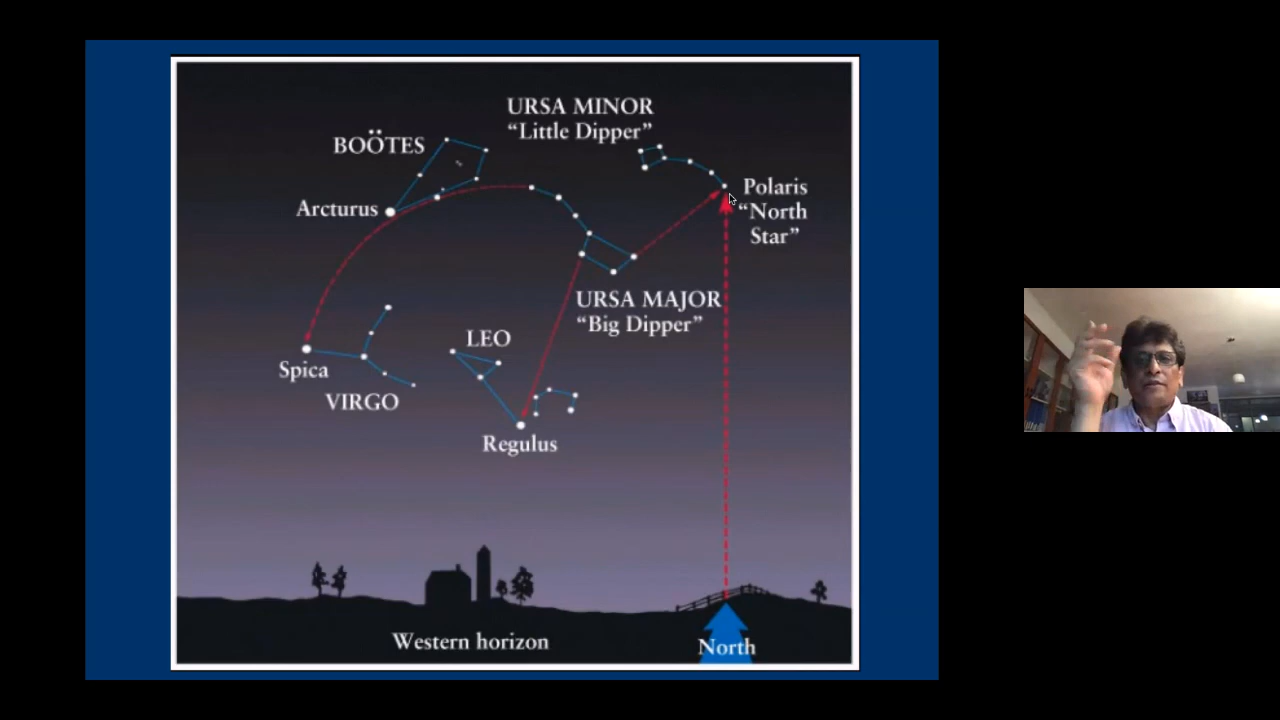 URSA MINOR
“Little Dipper”
BOÖTES
Arcturus
Polaris
“North
Star”
URSA MAJOR
“Big Dipper”
LEO
Spica
VIRGO
Regulus
Western horizon
North